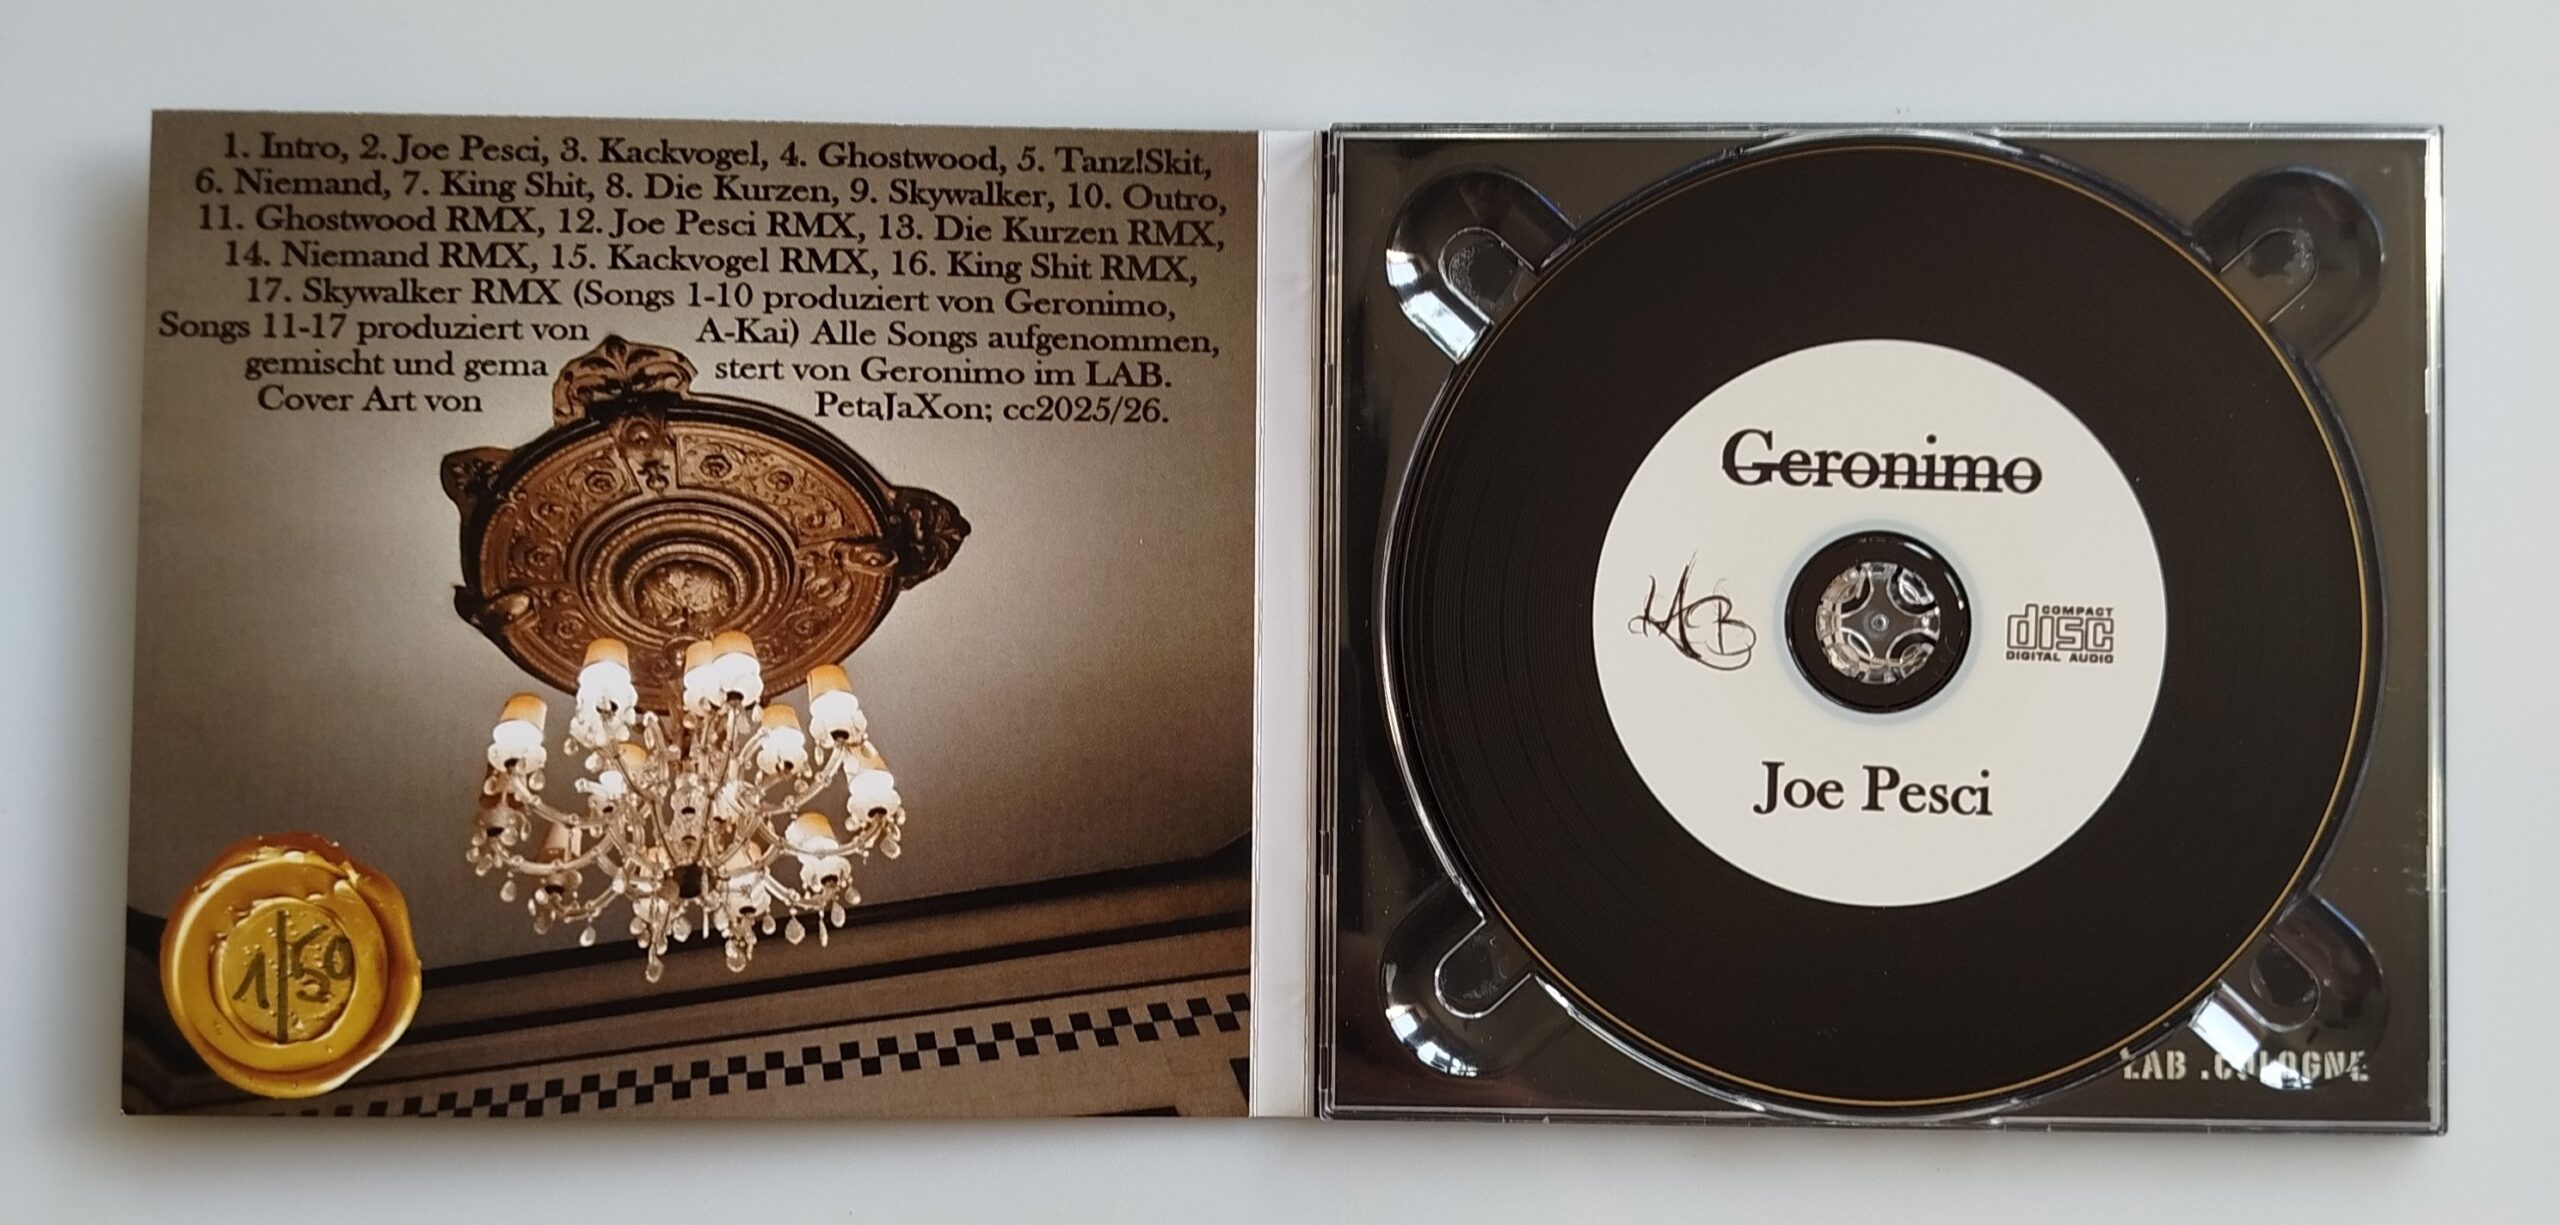 1. Intro, 2. Joe Pesci, 3. Kackvogel, 4. Ghostwood, 5. Tanz!Skit,
6. Niemand, 7. King Shit, 8. Die Kurzen, 9. Skywalker, 10. Outro,
11. Ghostwood RMX, 12. Joe Pesci RMX, 13. Die Kurzen RMX,
14. Niemand RMX, 15. Kackvogel RMX, 16. King Shit RMX,
17. Skywalker RMX (Songs 1-10 produziert von Geronimo,
Songs 11-17 produziert von A-Kai) Alle Songs aufgenommen,
gemischt und gema stert von Geronimo im LAB.
Cover Art von PetaJaXon; cc2025/26.
1/50
Geronimo
LAB
COMPACT
disc
DIGITAL AUDIO
Joe Pesci
LAB .COLOGNE